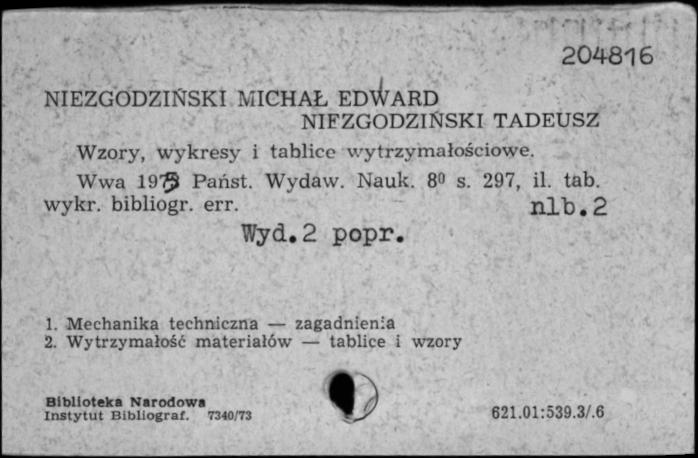 204816
NIEZGODZIŃSKI MICHAŁ EDWARD
NIEZGODZIŃSKI TADEUSZ
Wzory, wykresy i tablice wytrzymałościowe.
Wwa Państ. Wydaw. Nauk. 8⁰ s. 297, il. tab.
wykr. bibliogr. err. nlb.2
Wyd.2 popr.
1. Mechanika techniczna — zagadnienia
2. Wytrzymałość materiałów — tablice i wzory
Biblioteka Narodowa
Instytut Bibliograf. 7340/73 621.01:539.3/.6